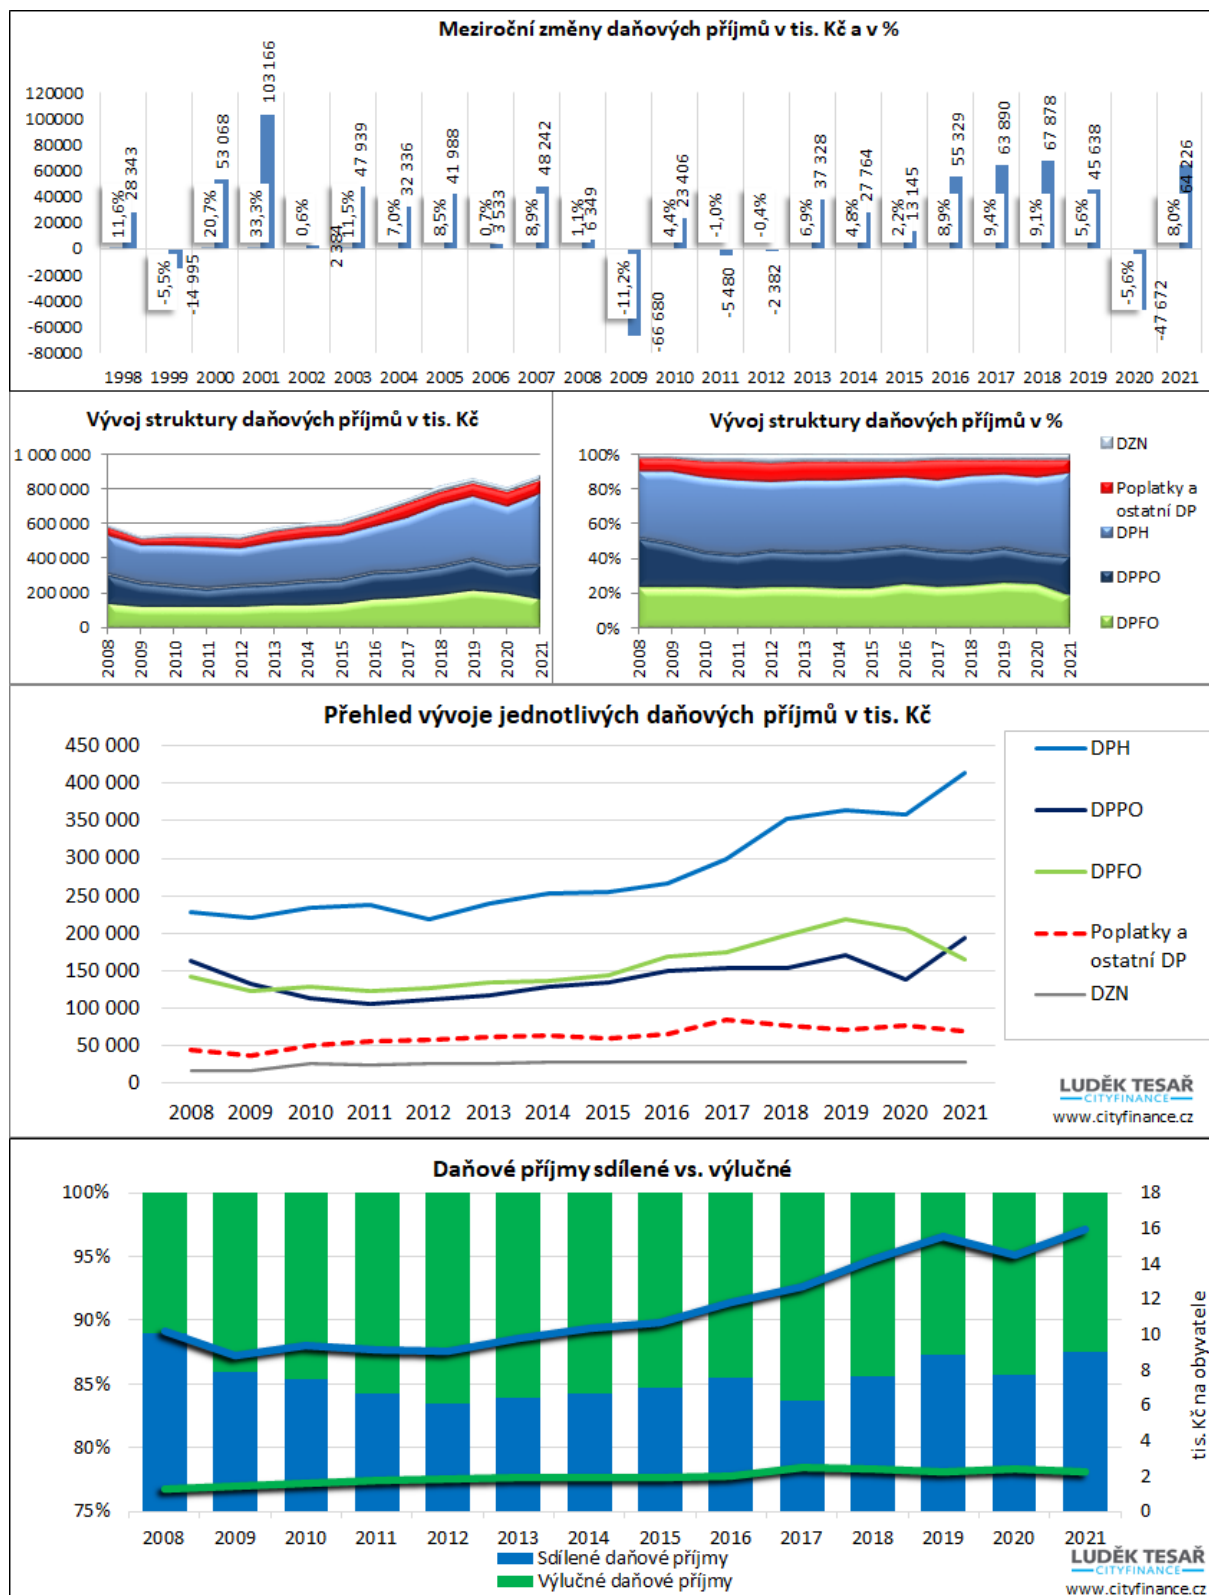 Meziroční změny daňových příjmů v tis. Kč a v %
120000
100000
80000
60000
40000
20000
0
-20000
-40000
-60000
-80000
11,6% 28 343
-5,5% -14 995
20,7% 53 068
33,3% 103 166
0,6% 2 384
11,5% 47 939
7,0% 32 336
8,5% 41 988
0,7% 3 533
8,9% 48 242
1,1% 6 349
-11,2% -66 680
4,4% 23 406
-1,0% -5 480
-0,4% -2 382
6,9% 37 328
4,8% 27 764
2,2% 13 145
8,9% 55 329
9,4% 63 890
9,1% 67 878
5,6% 45 638
-5,6% -47 672
8,0% 64 226
1998 1999 2000 2001 2002 2003 2004 2005 2006 2007 2008 2009 2010 2011 2012 2013 2014 2015 2016 2017 2018 2019 2020 2021
Vývoj struktury daňových příjmů v tis. Kč
1 000 000
800 000
600 000
400 000
200 000
0
2008 2009 2010 2011 2012 2013 2014 2015 2016 2017 2018 2019 2020 2021
Vývoj struktury daňových příjmů v %
100%
80%
60%
40%
20%
0%
2008 2009 2010 2011 2012 2013 2014 2015 2016 2017 2018 2019 2020 2021
DZN
Poplatky a
ostatní DP
DPH
DPPO
DPFO
Přehled vývoje jednotlivých daňových příjmů v tis. Kč
450 000
400 000
350 000
300 000
250 000
200 000
150 000
100 000
50 000
0
2008 2009 2010 2011 2012 2013 2014 2015 2016 2017 2018 2019 2020 2021
DPH
DPPO
DPFO
Poplatky a
ostatní DP
DZN
LUDĚK TESAŘ
CITYFINANCE
www.cityfinance.cz
Daňové příjmy sdílené vs. výlučné
100%
95%
90%
85%
80%
75%
18
16
14
12
10
8
6
4
2
0
tis. Kč na obyvatele
2008 2009 2010 2011 2012 2013 2014 2015 2016 2017 2018 2019 2020 2021
Sdílené daňové příjmy
Výlučné daňové příjmy
LUDĚK TESAŘ
CITYFINANCE
www.cityfinance.cz